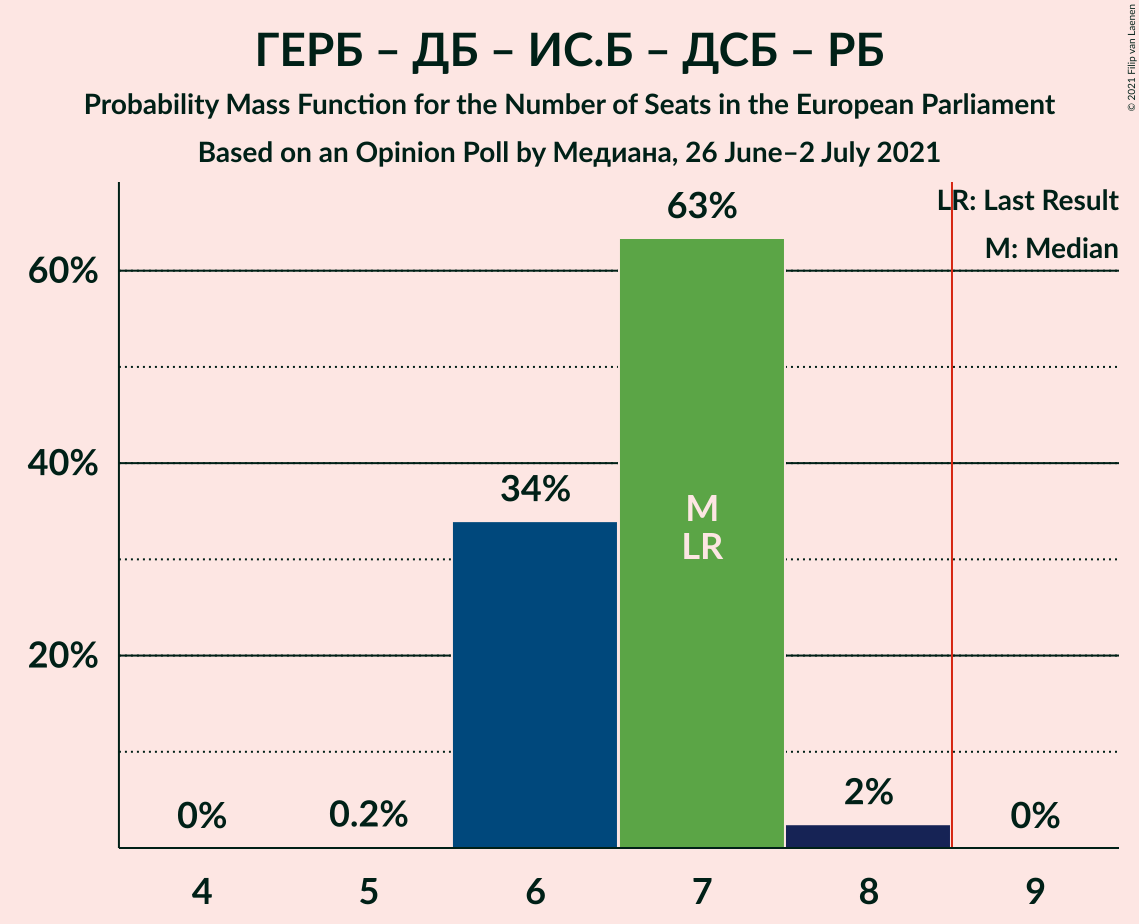 ГЕРБ – ДБ – ИС.Б – ДСБ – РБ
Probability Mass Function for the Number of Seats in the European Parliament
Based on an Opinion Poll by Медиана, 26 June–2 July 2021
© 2021 Filip van Laenen
LR: Last Result
M: Median
60%
40%
20%
0%
0.2%
34%
63%
M
LR
2%
0%
4
5
6
7
8
9